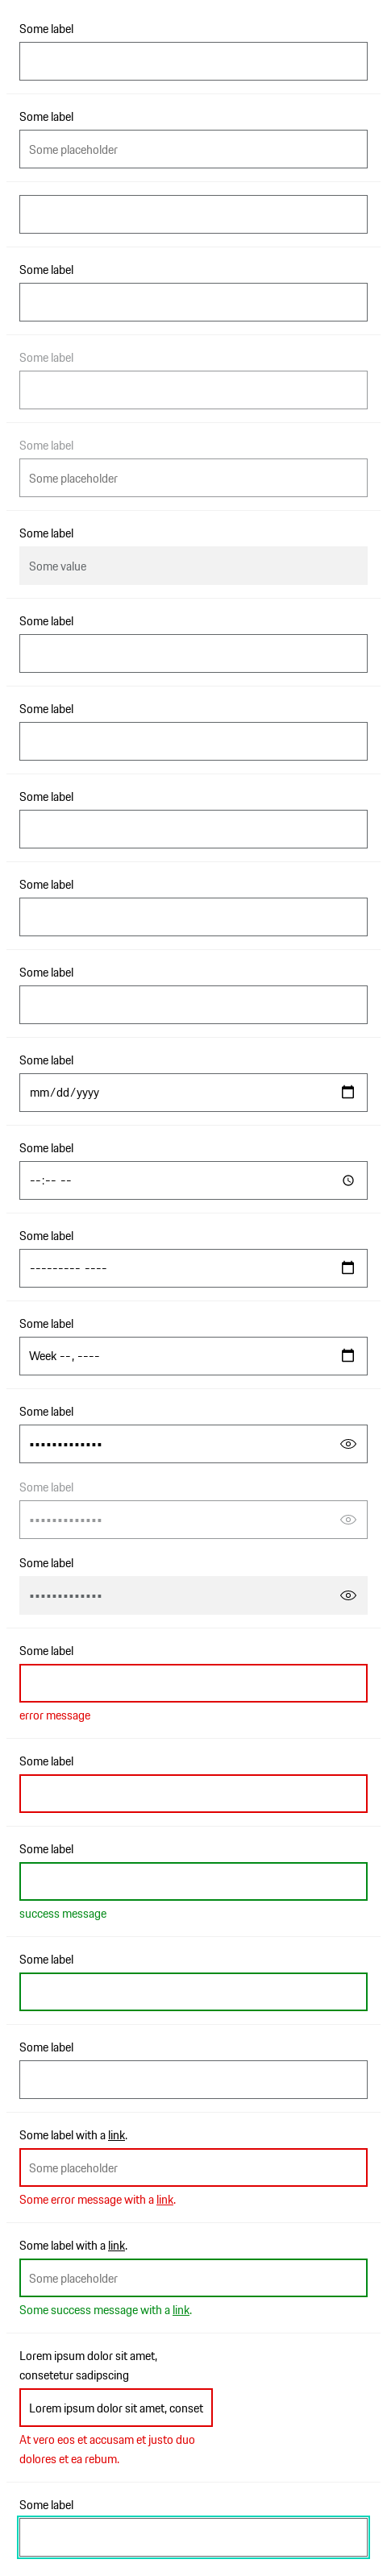 Some label
Some label
Some placeholder
Some label
Some label
Some label
Some placeholder
Some label
Some value
Some label
Some label
Some label
Some label
Some label
Some label
mm/dd/yyyy
Some label
--:-- --
Some label
--------- ----
Some label
Week --, ----
Some label
•••••••••••••
Some label
•••••••••••••
Some label
•••••••••••••
Some label
error message
Some label
Some label
success message
Some label
Some label
Some label with a link.
Some placeholder
Some error message with a link.
Some label with a link.
Some placeholder
Some success message with a link.
Lorem ipsum dolor sit amet,
consetetur sadipscing
Lorem ipsum dolor sit amet, conset
At vero eos et accusam et justo duo
dolores et ea rebum.
Some label